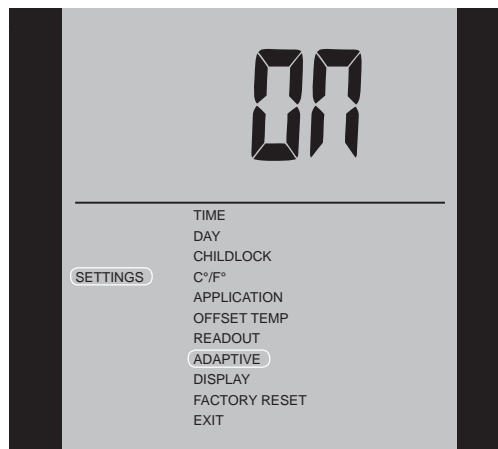 On
TIME
DAY
CHILDLOCK
SETTINGS C°/F°
APPLICATION
OFFSET TEMP
READOUT
ADAPTIVE
DISPLAY
FACTORY RESET
EXIT